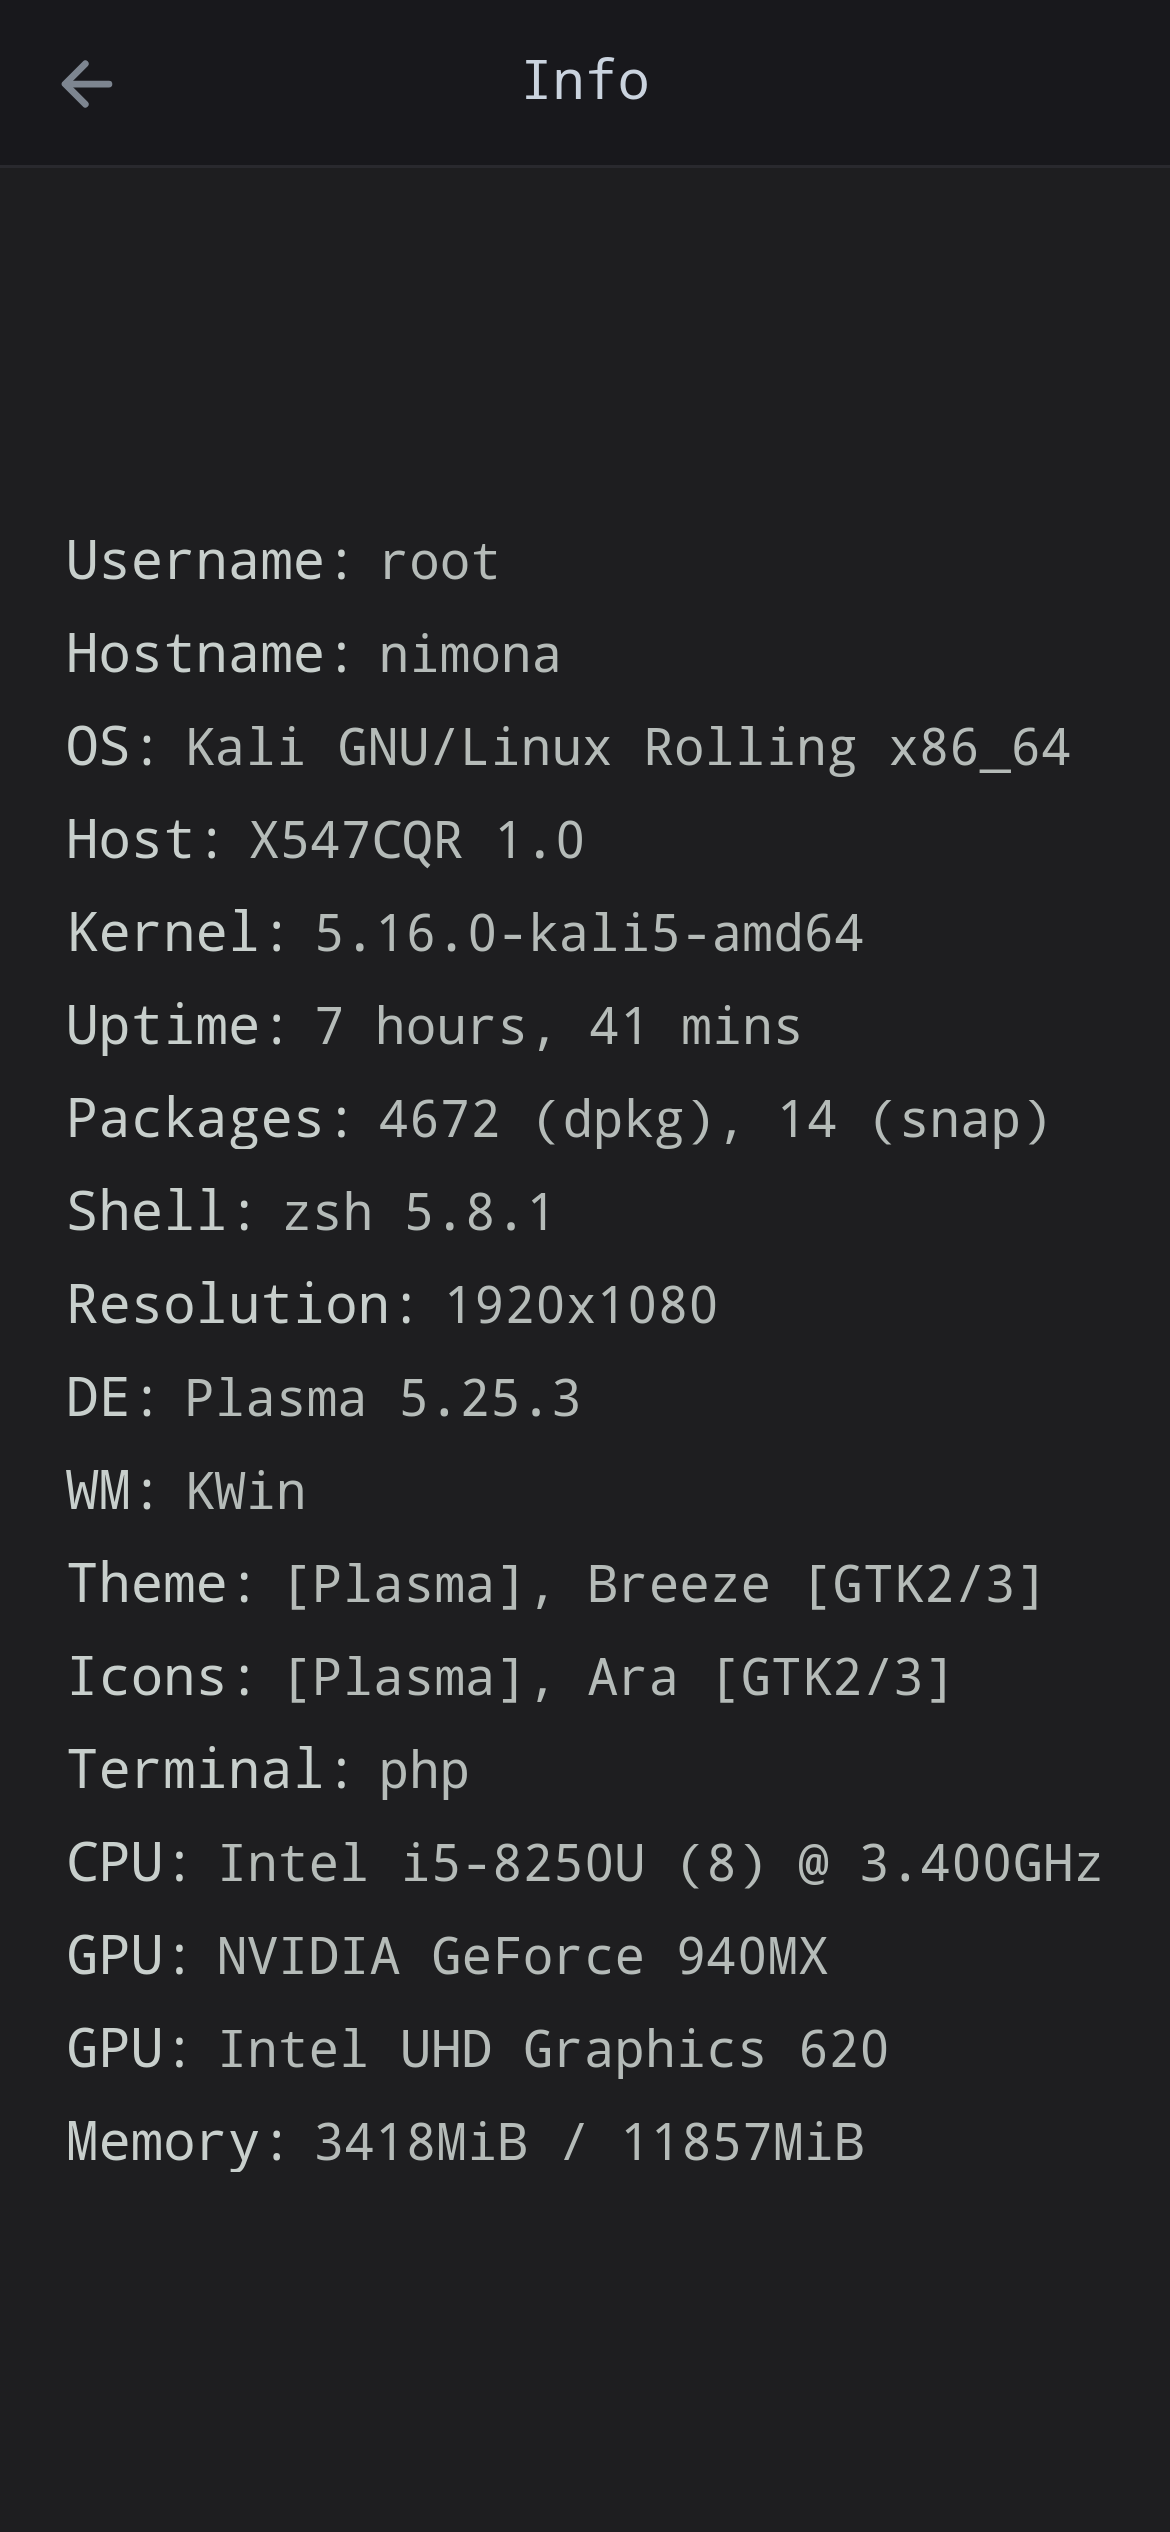 Info
Username: root
Hostname: nimona
OS: Kali GNU/Linux Rolling x86_64
Host: X547CQR 1.0
Kernel: 5.16.0-kali5-amd64
Uptime: 7 hours, 41 mins
Packages: 4672 (dpkg), 14 (snap)
Shell: zsh 5.8.1
Resolution: 1920x1080
DE: Plasma 5.25.3
WM: KWin
Theme: [Plasma], Breeze [GTK2/3]
Icons: [Plasma], Ara [GTK2/3]
Terminal: php
CPU: Intel i5-8250U (8) @ 3.400GHz
GPU: NVIDIA GeForce 940MX
GPU: Intel UHD Graphics 620
Memory: 3418MiB / 11857MiB